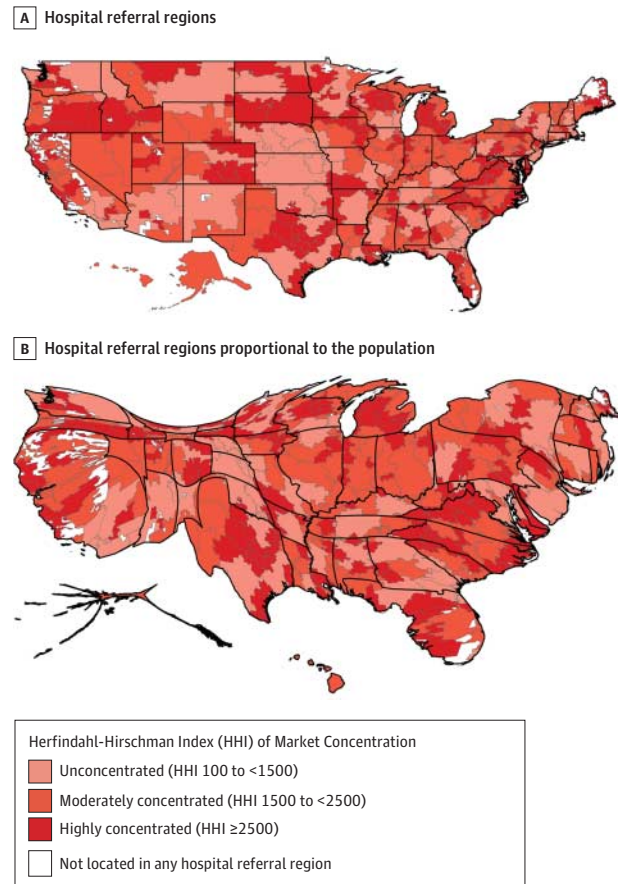 A Hospital referral regions
B Hospital referral regions proportional to the population
Herfindahl-Hirschman Index (HHI) of Market Concentration
Unconcentrated (HHI 100 to <1500)
Moderately concentrated (HHI 1500 to <2500)
Highly concentrated (HHI ≥2500)
Not located in any hospital referral region